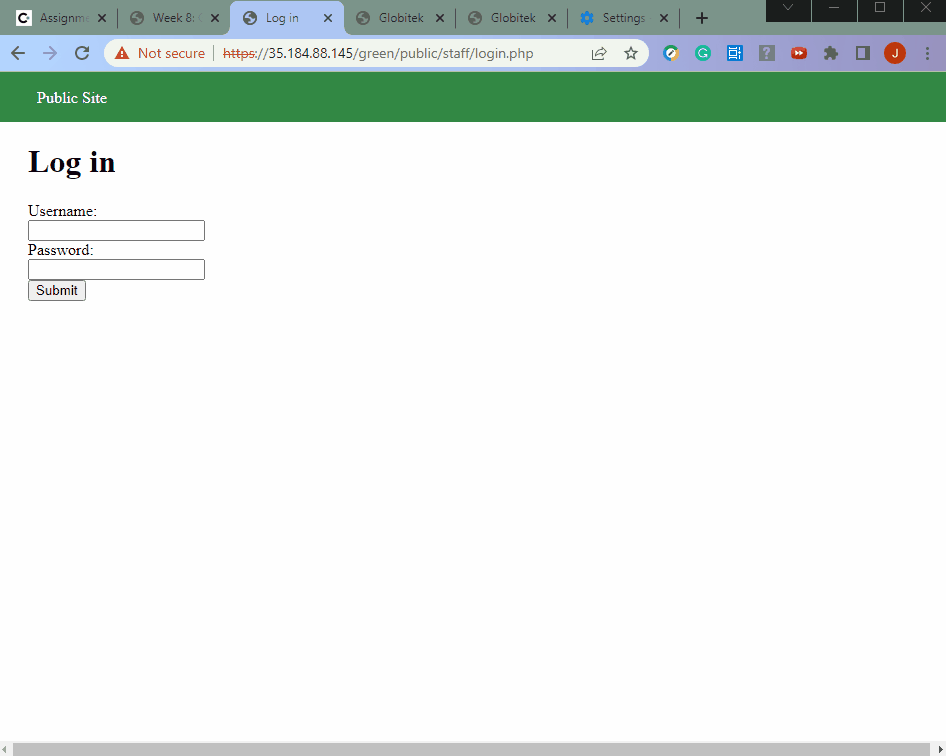 Assignme
Week 8: 
Log in
Globitek
Globitek
Settings
Not secure
https://35.184.88.145/green/public/staff/login.php
J
Public Site
Log in
Username:
Password:
Submit